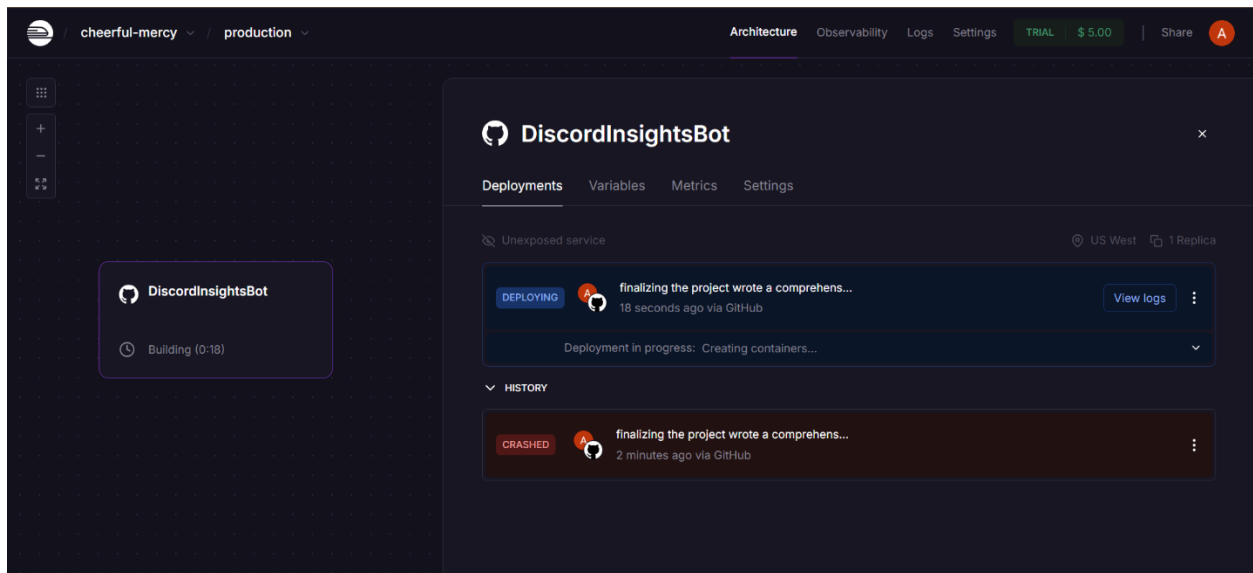 / cheerful-mercy / production
Architecture Observability Logs Settings TRIAL $ 5.00 | Share A
DiscordInsightsBot
Deployments Variables Metrics Settings
Unexposed service
US West 1 Replica
DiscordInsightsBot
Building (0:18)
DEPLOYING
A
finalizing the project wrote a comprehens...
18 seconds ago via GitHub
View logs
Deployment in progress: Creating containers...
HISTORY
CRASHED
A
finalizing the project wrote a comprehens...
2 minutes ago via GitHub